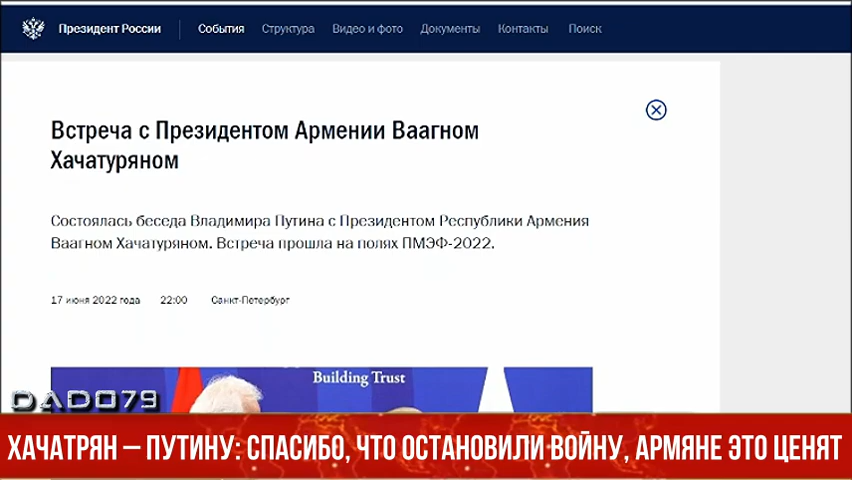 Президент России События Структура Видео и фото Документы Контакты Поиск
Встреча с Президентом Армении Ваагном
Хачатуряном
Состоялась беседа Владимира Путина с Президентом Республики Армения
Ваагном Хачатуряном. Встреча прошла на полях ПМЭФ-2022.
17 июня 2022 года 22:00 Санкт-Петербург
Building Trust
DADO79
ХАЧАТРЯН – ПУТИНУ: СПАСИБО, ЧТО ОСТАНОВИЛИ ВОЙНУ, АРМЯНЕ ЭТО ЦЕНЯТ